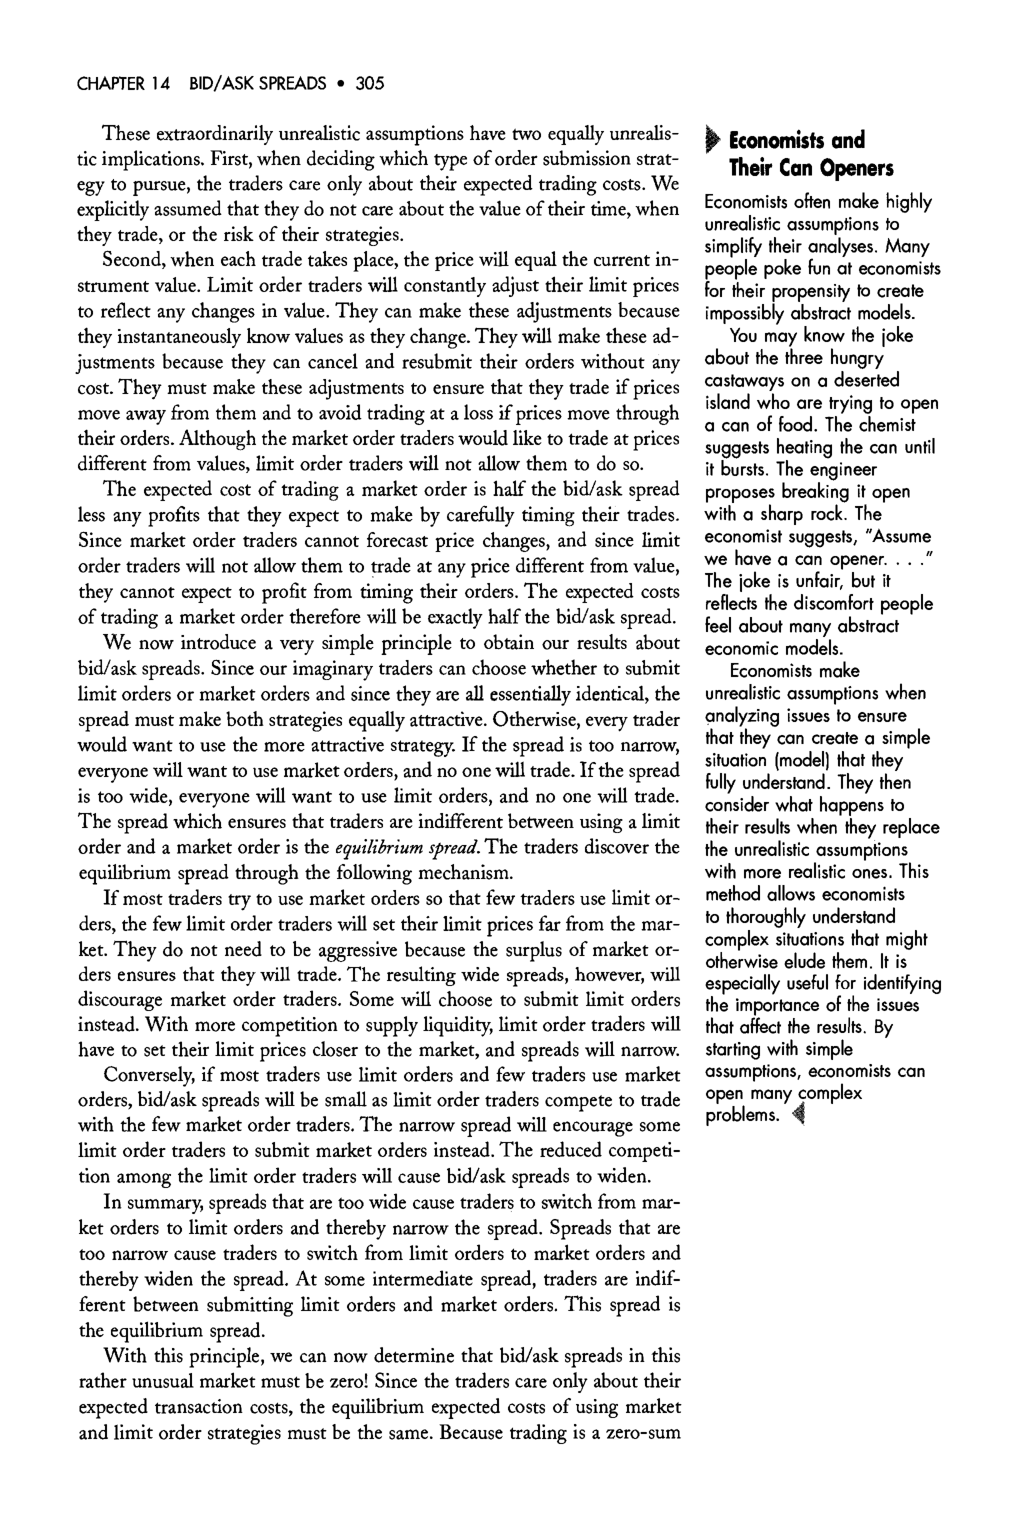 CHAPTER 14 BID/ASK SPREADS • 305
These extraordinarily unrealistic assumptions have two equally unrealis-
tic implications. First, when deciding which type of order submission strat-
egy to pursue, the traders care only about their expected trading costs. We
explicitly assumed that they do not care about the value of their time, when
they trade, or the risk of their strategies.
Second, when each trade takes place, the price will equal the current in-
strument value. Limit order traders will constantly adjust their limit prices
to reflect any changes in value. They can make these adjustments because
they instantaneously know values as they change. They will make these ad-
justments because they can cancel and resubmit their orders without any
cost. They must make these adjustments to ensure that they trade if prices
move away from them and to avoid trading at a loss if prices move through
their orders. Although the market order traders would like to trade at prices
different from values, limit order traders will not allow them to do so.
The expected cost of trading a market order is half the bid/ask spread
less any profits that they expect to make by carefully timing their trades.
Since market order traders cannot forecast price changes, and since limit
order traders will not allow them to trade at any price different from value,
they cannot expect to profit from timing their orders. The expected costs
of trading a market order therefore will be exactly half the bid/ask spread.
We now introduce a very simple principle to obtain our results about
bid/ask spreads. Since our imaginary traders can choose whether to submit
limit orders or market orders and since they are all essentially identical, the
spread must make both strategies equally attractive. Otherwise, every trader
would want to use the more attractive strategy. If the spread is too narrow,
everyone will want to use market orders, and no one will trade. If the spread
is too wide, everyone will want to use limit orders, and no one will trade.
The spread which ensures that traders are indifferent between using a limit
order and a market order is the equilibrium spread. The traders discover the
equilibrium spread through the following mechanism.
If most traders try to use market orders so that few traders use limit or-
ders, the few limit order traders will set their limit prices far from the mar-
ket. They do not need to be aggressive because the surplus of market or-
ders ensures that they will trade. The resulting wide spreads, however, will
discourage market order traders. Some will choose to submit limit orders
instead. With more competition to supply liquidity, limit order traders will
have to set their limit prices closer to the market, and spreads will narrow.
Conversely, if most traders use limit orders and few traders use market
orders, bid/ask spreads will be small as limit order traders compete to trade
with the few market order traders. The narrow spread will encourage some
limit order traders to submit market orders instead. The reduced competi-
tion among the limit order traders will cause bid/ask spreads to widen.
In summary, spreads that are too wide cause traders to switch from mar-
ket orders to limit orders and thereby narrow the spread. Spreads that are
too narrow cause traders to switch from limit orders to market orders and
thereby widen the spread. At some intermediate spread, traders are indif-
ferent between submitting limit orders and market orders. This spread is
the equilibrium spread.
With this principle, we can now determine that bid/ask spreads in this
rather unusual market must be zero! Since the traders care only about their
expected transaction costs, the equilibrium expected costs of using market
and limit order strategies must be the same. Because trading is a zero-sum
Economists and
Their Can Openers
Economists often make highly
unrealistic assumptions to
simplify their analyses. Many
people poke fun at economists
for their propensity to create
impossibly abstract models.
You may know the joke
about the three hungry
castaways on a deserted
island who are trying to open
a can of food. The chemist
suggests heating the can until
it bursts. The engineer
proposes breaking it open
with a sharp rock. The
economist suggests, "Assume
we have a can opener. . . ."
The joke is unfair, but it
reflects the discomfort people
feel about many abstract
economic models.
Economists make
unrealistic assumptions when
analyzing issues to ensure
that they can create a simple
situation (model) that they
fully understand. They then
consider what happens to
their results when they replace
the unrealistic assumptions
with more realistic ones. This
method allows economists
to thoroughly understand
complex situations that might
otherwise elude them. It is
especially useful for identifying
the importance of the issues
that affect the results. By
starting with simple
assumptions, economists can
open many complex
problems.